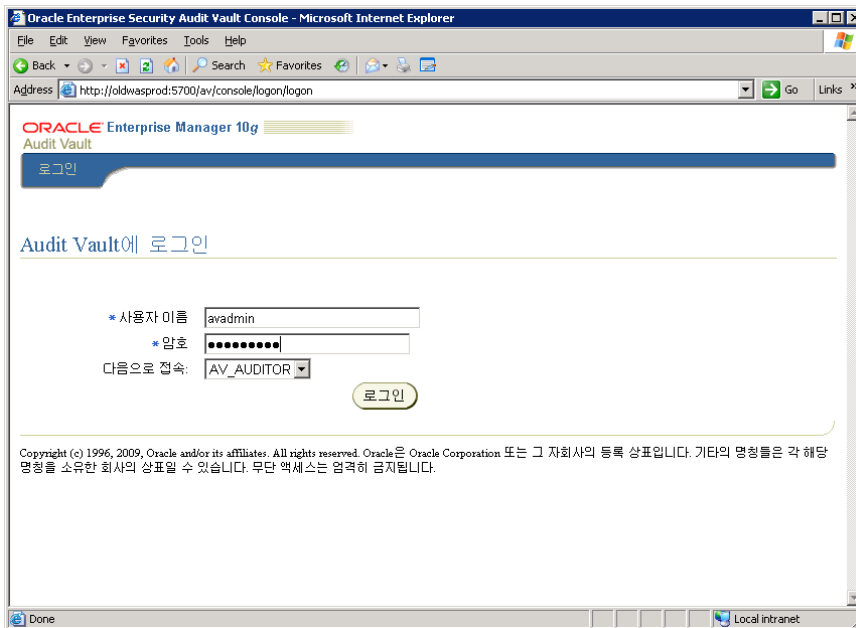 Oracle Enterprise Security Audit Vault Console - Microsoft Internet Explorer
File Edit View Favorites Tools Help
Back Search Favorites
Address http://oldwasprod:5700/av/console/logon/logon Go Links »
ORACLE Enterprise Manager 10g
Audit Vault
로그인
Audit Vault에 로그인
* 사용자 이름 avadmin
* 암호 ●●●●●●●●●
다음으로 접속: AV_AUDITOR
로그인
Copyright (c) 1996, 2009, Oracle and/or its affiliates. All rights reserved. Oracle은 Oracle Corporation 또는 그 자회사의 등록 상표입니다. 기타의 명칭들은 각 해당
명칭을 소유한 회사의 상표일 수 있습니다. 무단 액세스는 엄격히 금지됩니다.
Done Local intranet